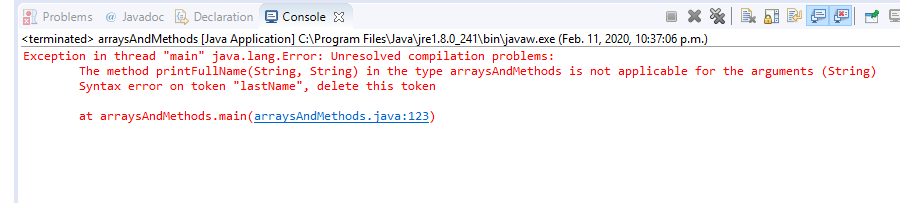 Problems @ Javadoc Declaration Console
<terminated> arraysAndMethods [Java Application] C:\Program Files\Java\jre1.8.0_241\bin\javaw.exe (Feb. 11, 2020, 10:37:06 p.m.)
Exception in thread "main" java.lang.Error: Unresolved compilation problems:
The method printFullName(String, String) in the type arraysAndMethods is not applicable for the arguments (String)
Syntax error on token "lastName", delete this token
at arraysAndMethods.main(arraysAndMethods.java:123)